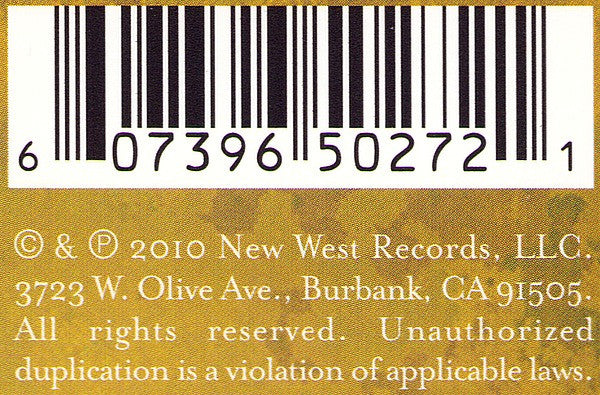 6 07396 50272 1
© & ℗ 2010 New West Records, LLC.
3723 W. Olive Ave., Burbank, CA 91505.
All rights reserved. Unauthorized
duplication is a violation of applicable laws.